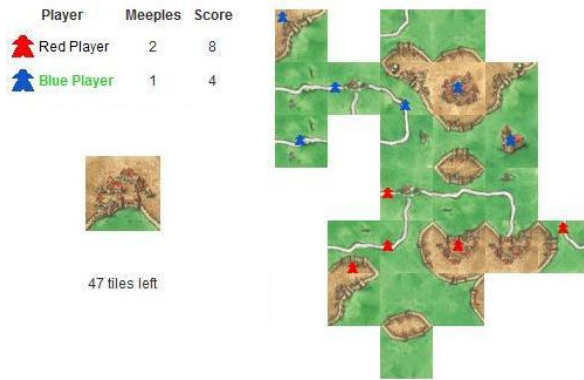 Player Meeples Score
Red Player 2 8
Blue Player 1 4
47 tiles left